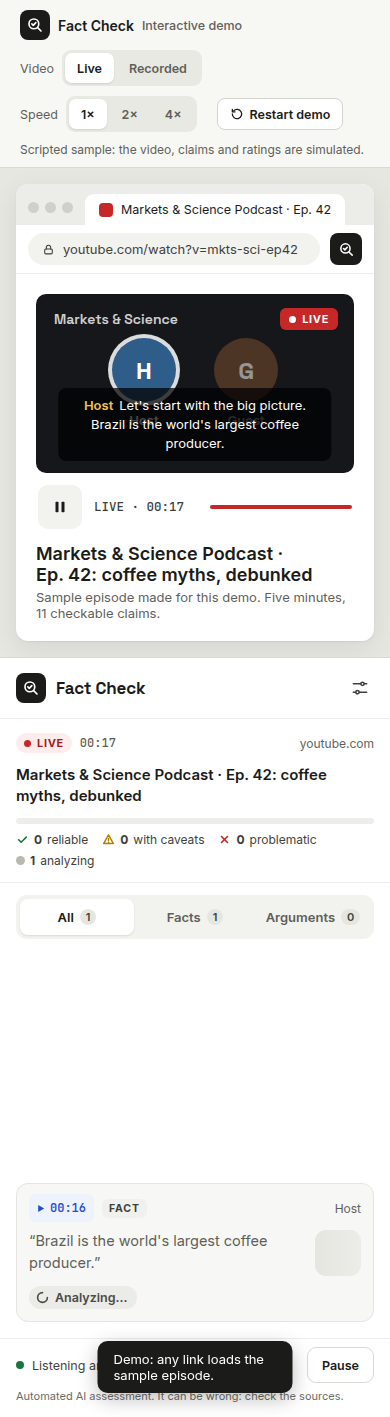 Fact Check Interactive demo
Video Live Recorded
Speed 1× 2× 4× Restart demo
Scripted sample: the video, claims and ratings are simulated.
Markets & Science Podcast · Ep. 42
youtube.com/watch?v=mkts-sci-ep42
Markets & Science
LIVE
H G
Host Let's start with the big picture.
Brazil is the world's largest coffee
producer.
LIVE · 00:17
Markets & Science Podcast ·
Ep. 42: coffee myths, debunked
Sample episode made for this demo. Five minutes,
11 checkable claims.
Fact Check
LIVE 00:17 youtube.com
Markets & Science Podcast · Ep. 42: coffee
myths, debunked
0 reliable 0 with caveats 0 problematic
1 analyzing
All 1 Facts 1 Arguments 0
00:16 FACT Host
“Brazil is the world's largest coffee
producer.”
Analyzing...
Listening Pause
Demo: any link loads the
sample episode.
Automated AI assessment. It can be wrong: check the sources.